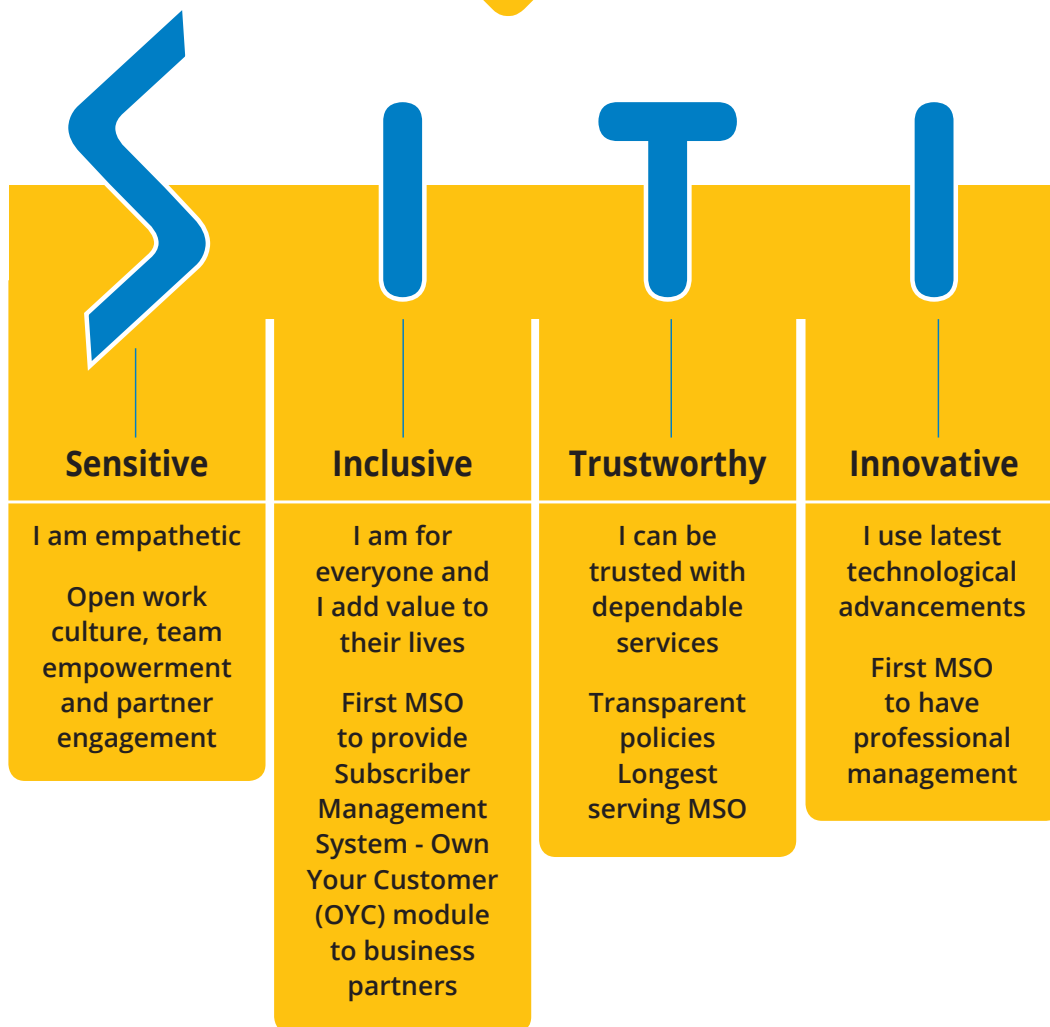 S I T I
Sensitive
I am empathetic
Open work
culture, team
empowerment
and partner
engagement
Inclusive
I am for
everyone and
I add value to
their lives
First MSO
to provide
Subscriber
Management
System - Own
Your Customer
(OYC) module
to business
partners
Trustworthy
I can be
trusted with
dependable
services
Transparent
policies
Longest
serving MSO
Innovative
I use latest
technological
advancements
First MSO
to have
professional
management